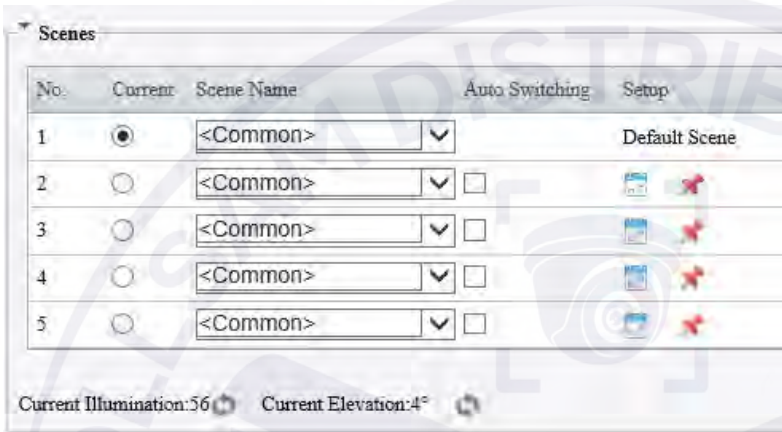 Scenes
No. Current Scene Name Auto Switching Setup
1 <Common> Default Scene
2 <Common>
3 <Common>
4 <Common>
5 <Common>
Current Illumination:56 Current Elevation:4°